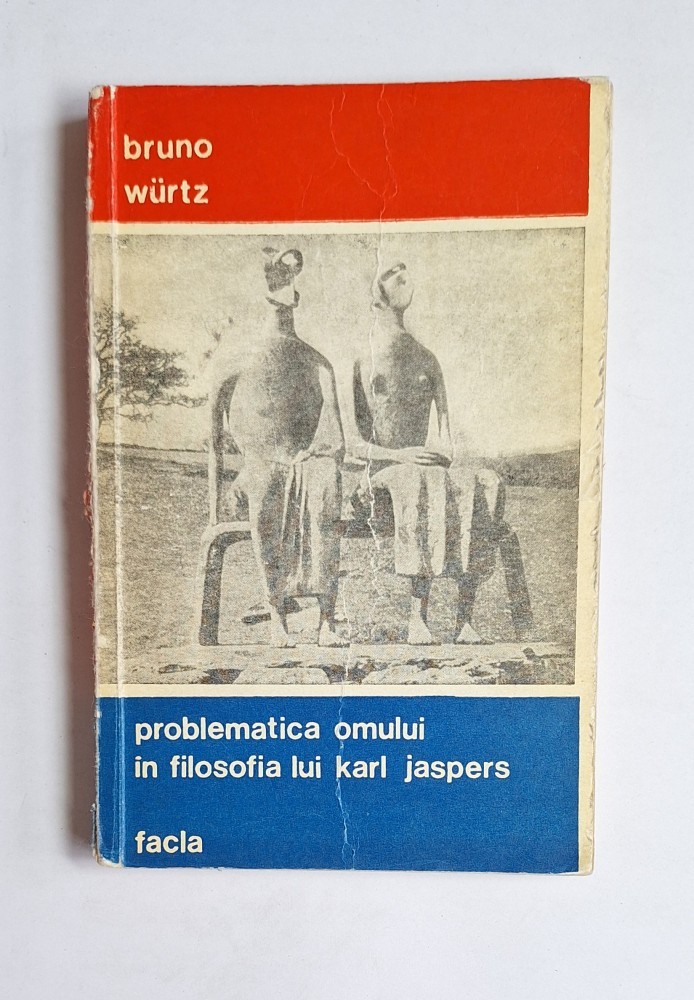 bruno
würtz
problematica omului
in filosofia lui karl jaspers
facla